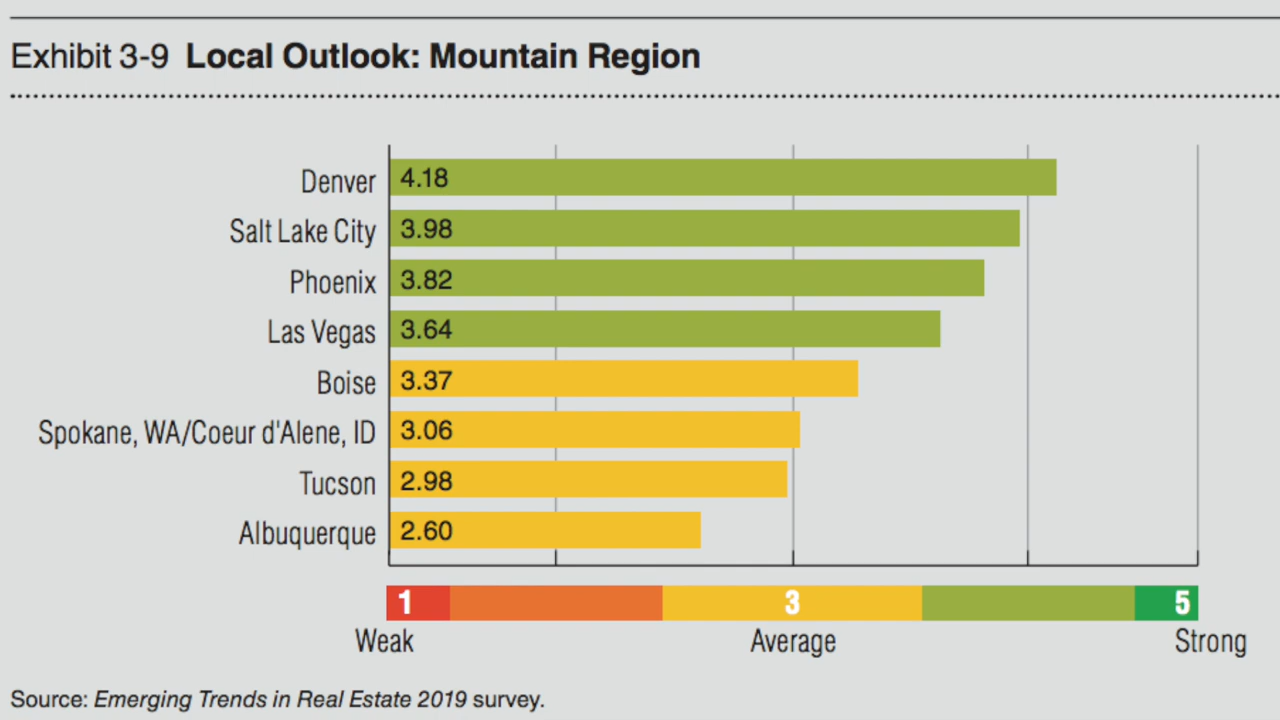 Exhibit 3-9 Local Outlook: Mountain Region
Denver 4.18
Salt Lake City 3.98
Phoenix 3.82
Las Vegas 3.64
Boise 3.37
Spokane, WA/Coeur d'Alene, ID 3.06
Tucson 2.98
Albuquerque 2.60
1 3 5
Weak Average Strong
Source: Emerging Trends in Real Estate 2019 survey.